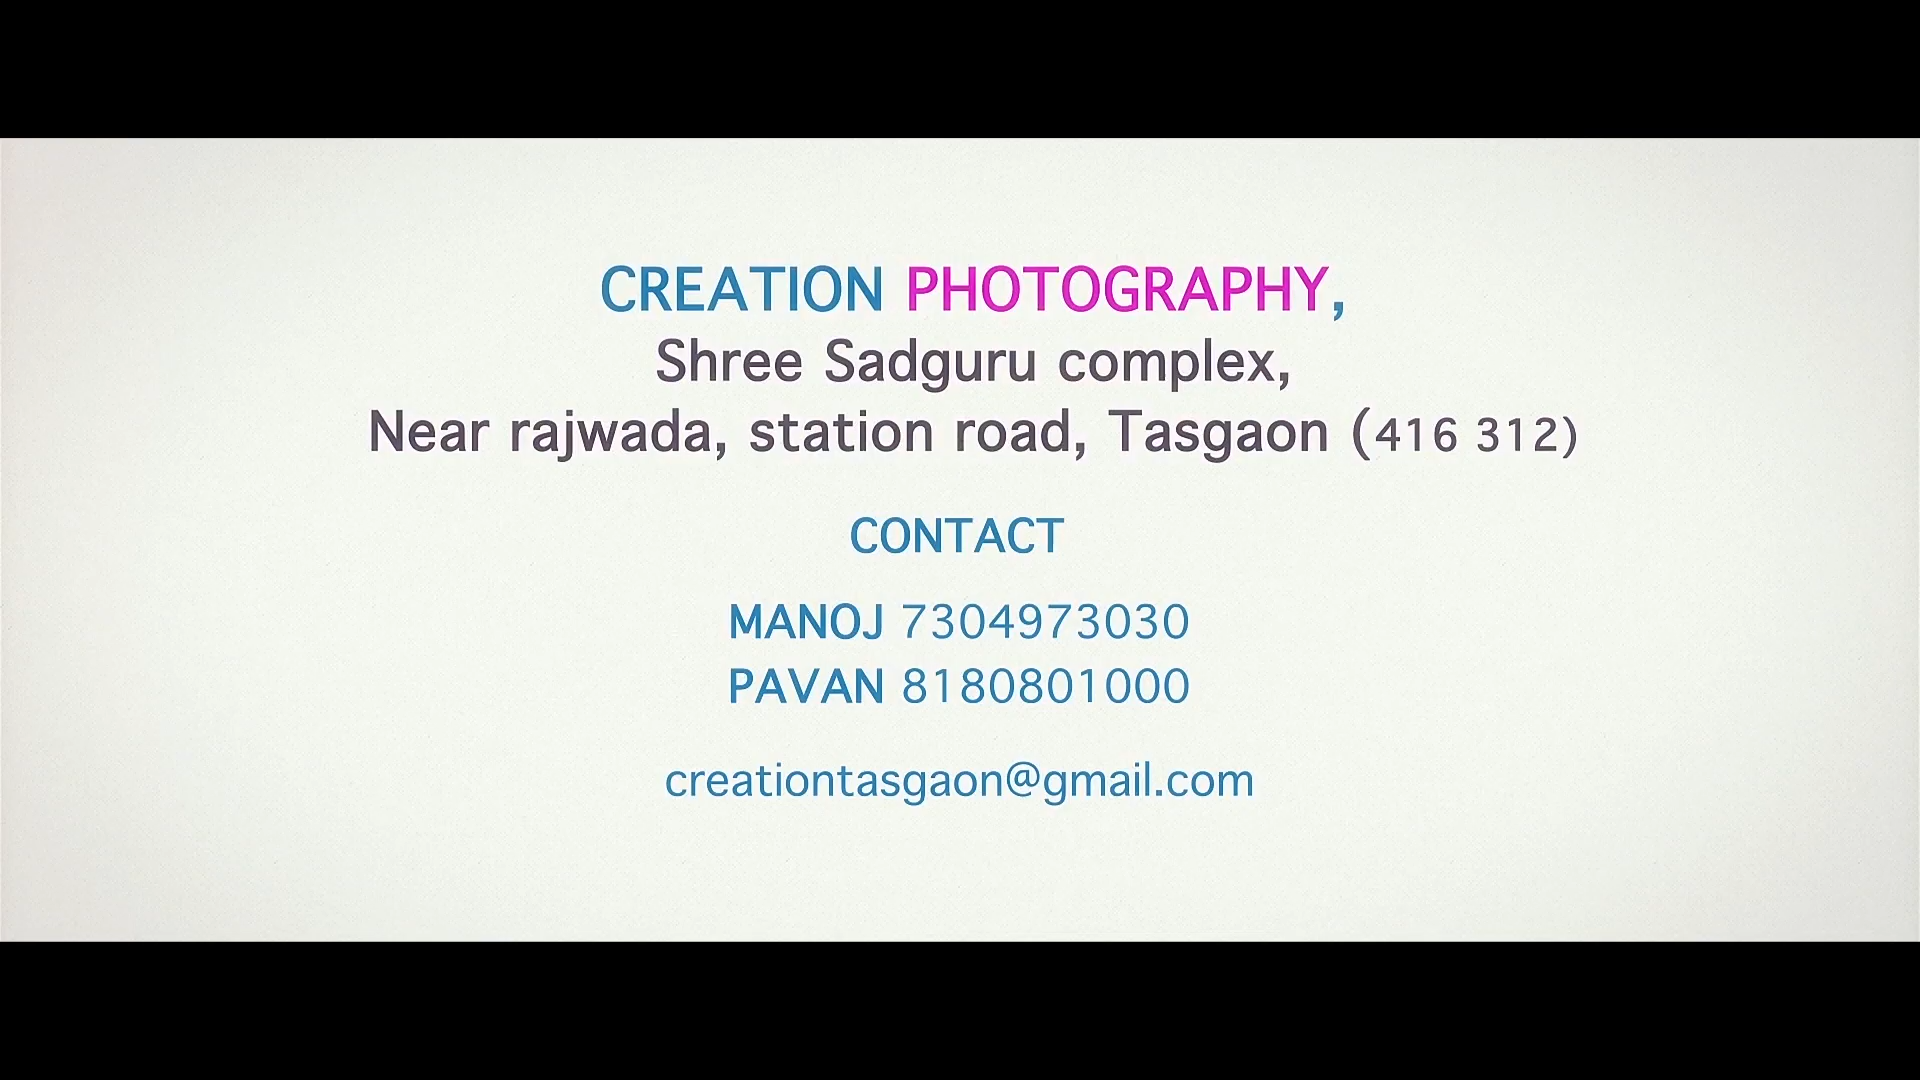 CREATION PHOTOGRAPHY,
Shree Sadguru complex,
Near rajwada, station road, Tasgaon (416 312)
CONTACT
MANOJ 7304973030
PAVAN 8180801000
creationtasgaon@gmail.com